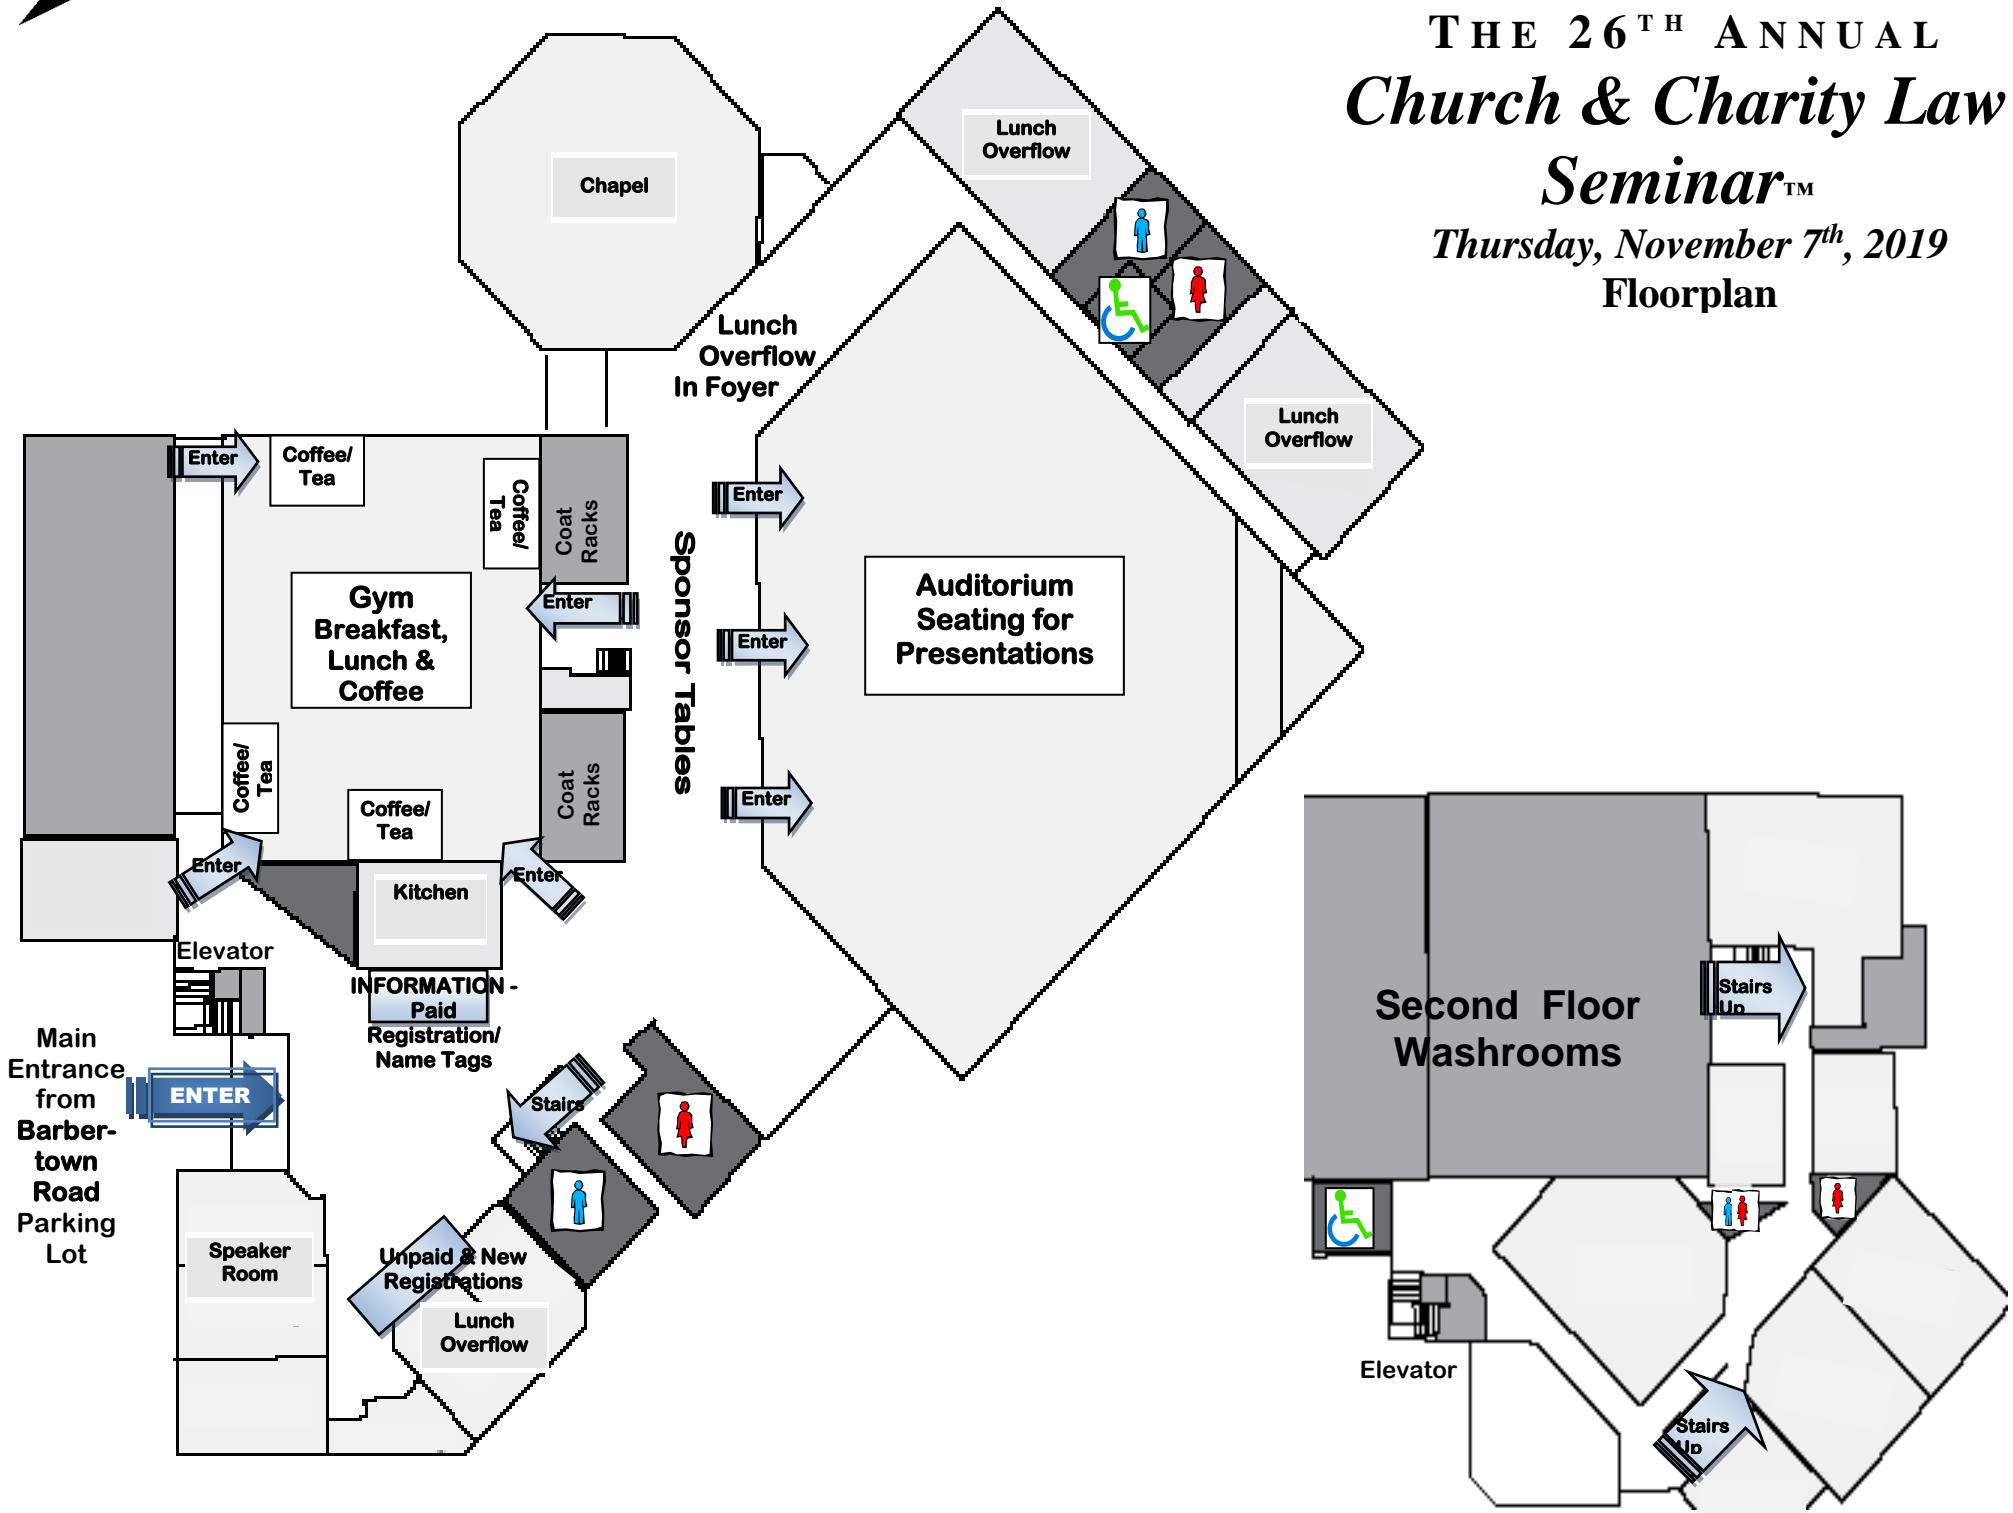 THE 26TH ANNUAL
Church & Charity Law
Seminar™
Thursday, November 7th, 2019
Floorplan
Lunch
Overflow
Chapel
Lunch
Overflow
In Foyer
Lunch
Overflow
Enter
Coffee/
Tea
Coffee/
Tea
Coat
Racks
Enter
Sponsor Tables
Gym
Breakfast,
Lunch &
Coffee
Enter
Auditorium
Seating for
Presentations
Enter
Coffee/
Tea
Coffee/
Tea
Coat
Racks
Enter
Enter
Kitchen
Enter
Elevator
INFORMATION -
Paid
Registration/
Name Tags
Main
Entrance
from
Barber-
town
Road
Parking
Lot
ENTER
Stairs
Speaker
Room
Unpaid & New
Registrations
Lunch
Overflow
Second Floor
Washrooms
Stairs
Up
Elevator
Stairs
Up